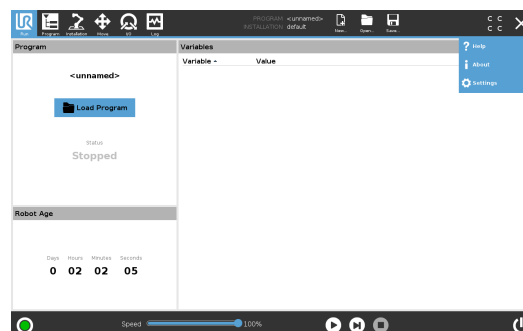 UR
PROGRAM <unnamed>
INSTALLATION default
C C
C C
Run Program Installation Move I/O Log New... Open... Save...
Program
Variables
? Help
Variable
Value
i About
<unnamed>
Settings
Load Program
Status
Stopped
Robot Age
Days Hours Minutes Seconds
0 02 02 05
Speed 100%